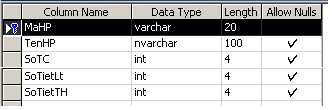 Column Name Data Type Length Allow Nulls
MaHP varchar 20
TenHP nvarchar 100
SoTC int 4
SoTietLt int 4
SoTietTH int 4